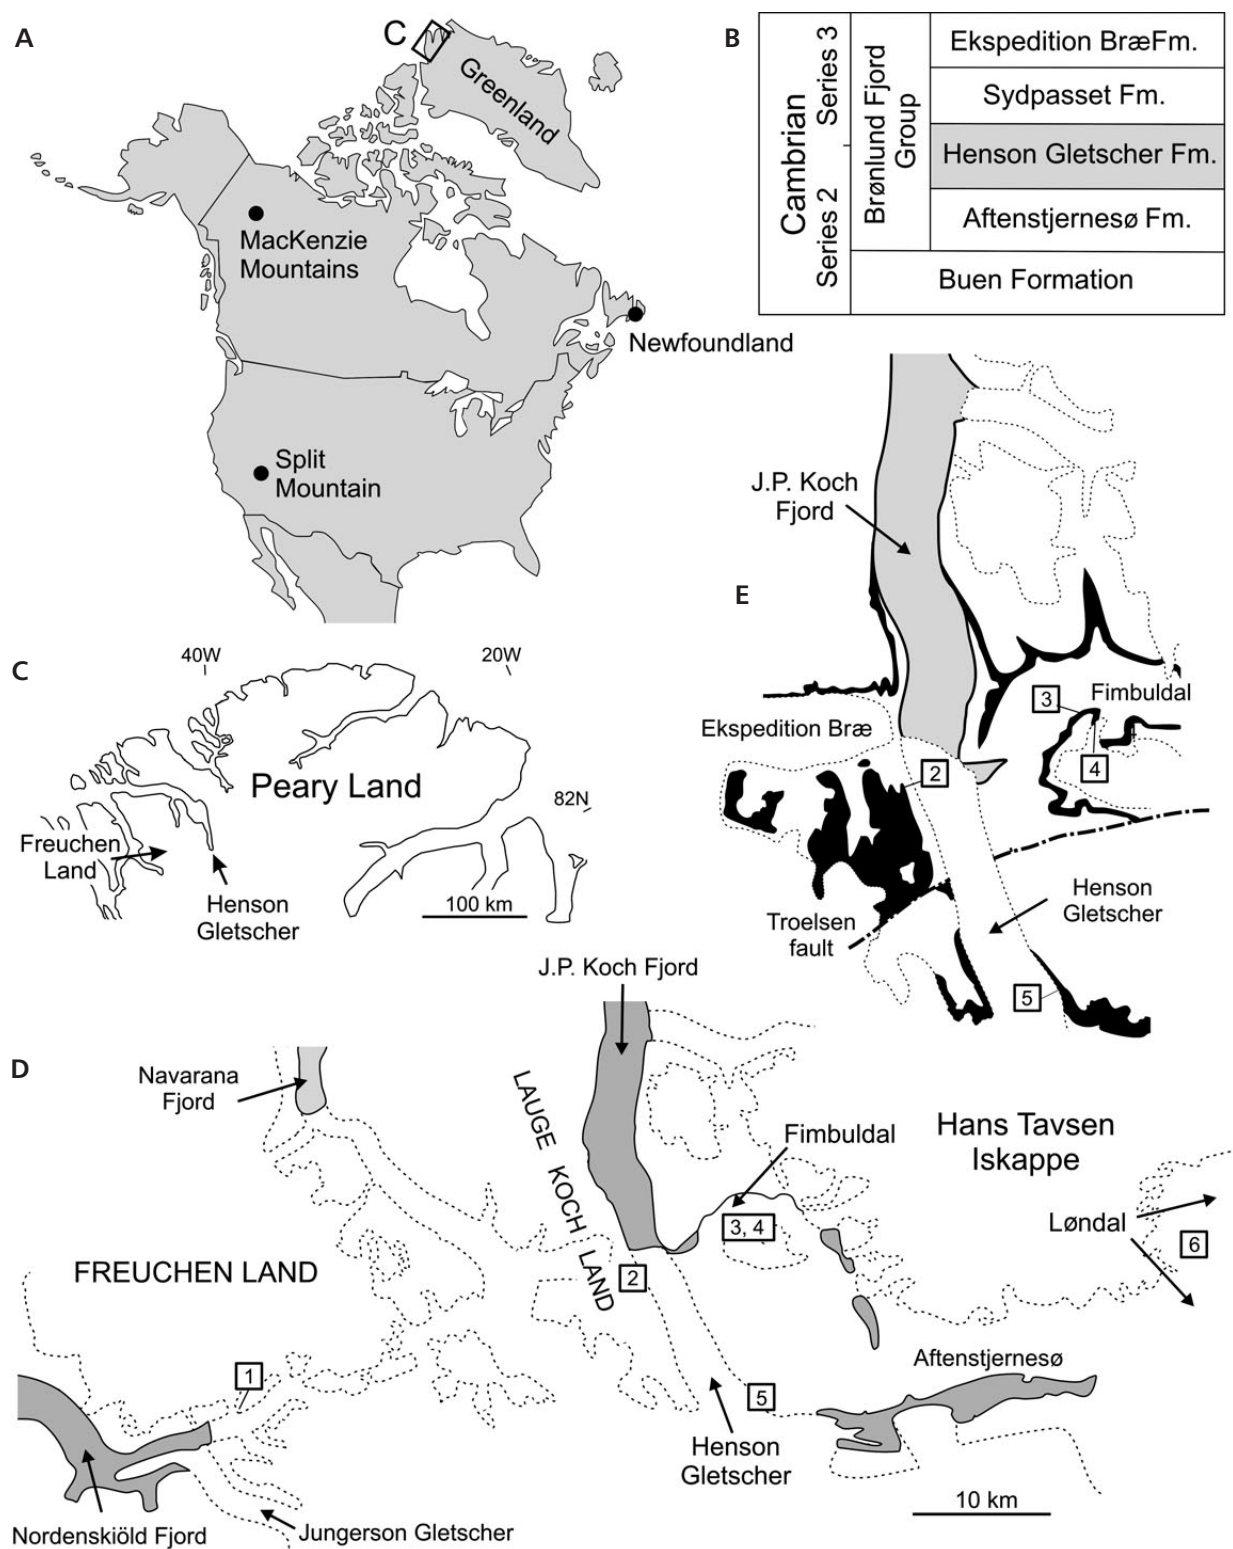 A
C
Greenland
MacKenzie
Mountains
Newfoundland
Split
Mountain
B
Cambrian
Series 2
Series 3
Brønlund Fjord
Group
Ekspedition BræFm.
Sydpasset Fm.
Henson Gletscher Fm.
Aftenstjernesø Fm.
Buen Formation
C
40W
20W
82N
Peary Land
Freuchen
Land
Henson
Gletscher
100 km
E
J.P. Koch
Fjord
Ekspedition Bræ
2
3
Fimbuldal
4
Troelsen
fault
Henson
Gletscher
5
D
Navarana
Fjord
J.P. Koch Fjord
LAUGE KOCH LAND
Fimbuldal
3, 4
Hans Tavsen
Iskappe
Løndal
6
FREUCHEN LAND
2
1
5
Aftenstjernesø
Henson
Gletscher
10 km
Nordenskiöld Fjord
Jungerson Gletscher